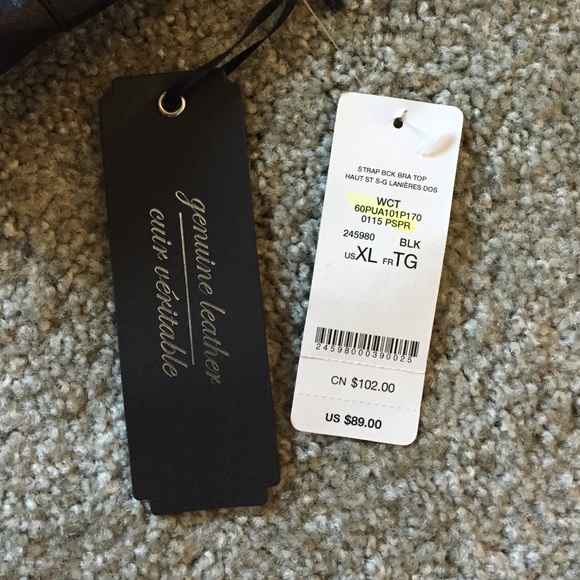 genuine leather
cuir véritable
STRAP BCK BRA TOP
HAUT ST S-G LANIÈRES DOS
WCT
60PUA101P170
0115 PSPR
245980 BLK
US XL FR TG
24598000390025
CN $102.00
US $89.00